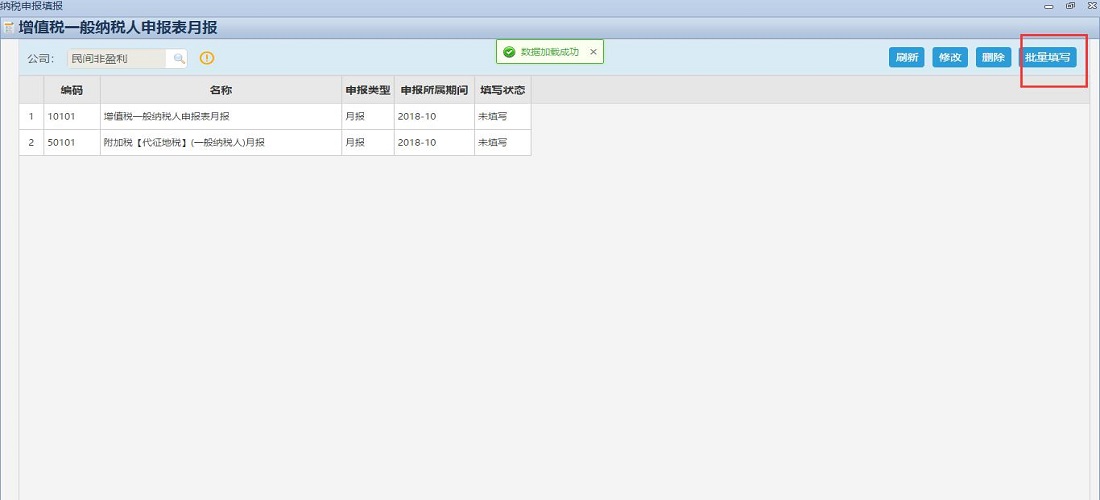 纳税申报填报
增值税一般纳税人申报表月报
公司: 民间非盈利 数据加载成功 刷新 修改 删除 批量填写
编码 名称 申报类型 申报所属期间 填写状态
1 10101 增值税一般纳税人申报表月报 月报 2018-10 未填写
2 50101 附加税【代征地税】(一般纳税人)月报 月报 2018-10 未填写